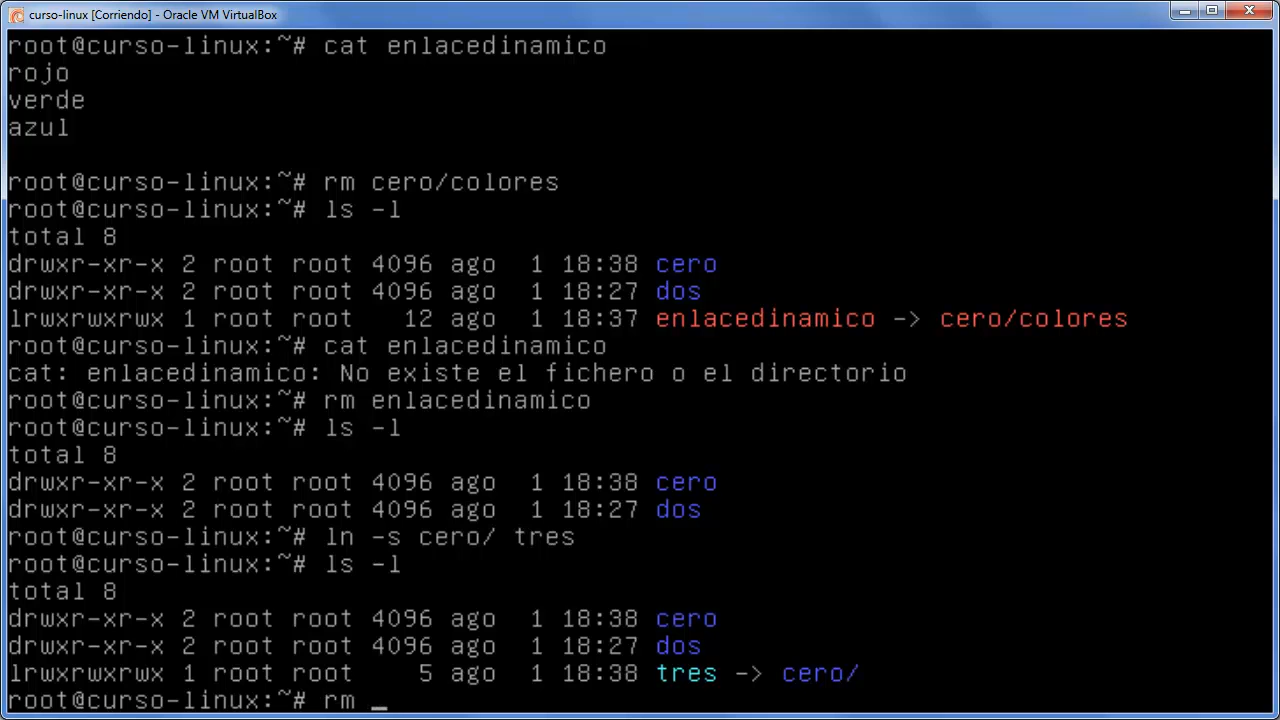 curso-linux [Corriendo] - Oracle VM VirtualBox
root@curso-linux:~# cat enlacedinamico
rojo
verde
azul
root@curso-linux:~# rm cero/colores
root@curso-linux:~# ls -l
total 8
drwxr-xr-x 2 root root 4096 ago  1 18:38 cero
drwxr-xr-x 2 root root 4096 ago  1 18:27 dos
lrwxrwxrwx 1 root root   12 ago  1 18:37 enlacedinamico -> cero/colores
root@curso-linux:~# cat enlacedinamico
cat: enlacedinamico: No existe el fichero o el directorio
root@curso-linux:~# rm enlacedinamico
root@curso-linux:~# ls -l
total 8
drwxr-xr-x 2 root root 4096 ago  1 18:38 cero
drwxr-xr-x 2 root root 4096 ago  1 18:27 dos
root@curso-linux:~# ln -s cero/ tres
root@curso-linux:~# ls -l
total 8
drwxr-xr-x 2 root root 4096 ago  1 18:38 cero
drwxr-xr-x 2 root root 4096 ago  1 18:27 dos
lrwxrwxrwx 1 root root    5 ago  1 18:38 tres -> cero/
root@curso-linux:~# rm _